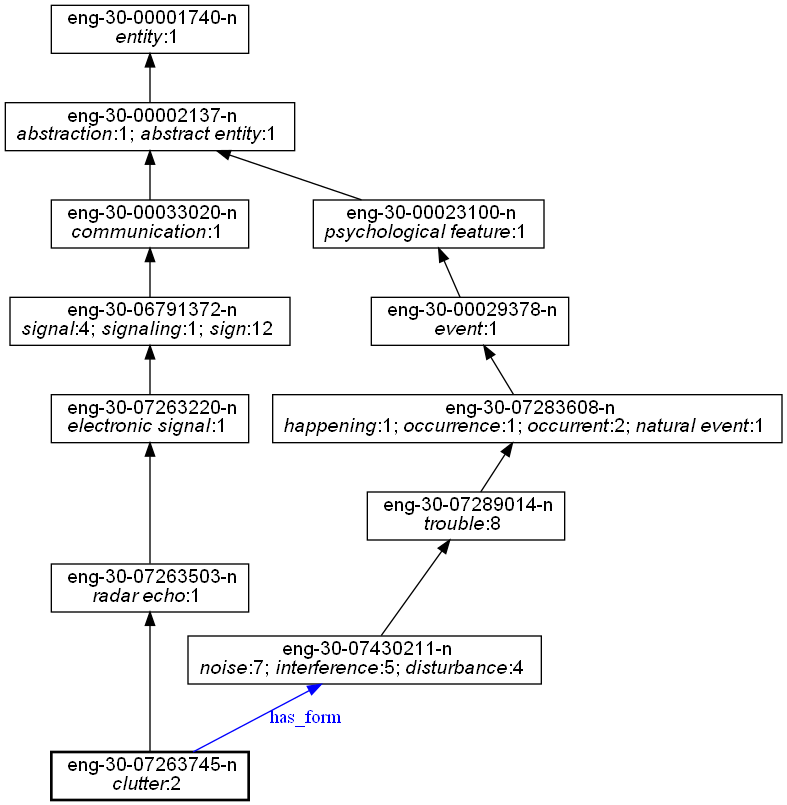 eng-30-00001740-n
entity:1
eng-30-00002137-n
abstraction:1; abstract entity:1
eng-30-00033020-n
communication:1
eng-30-00023100-n
psychological feature:1
eng-30-06791372-n
signal:4; signaling:1; sign:12
eng-30-00029378-n
event:1
eng-30-07263220-n
electronic signal:1
eng-30-07283608-n
happening:1; occurrence:1; occurrent:2; natural event:1
eng-30-07289014-n
trouble:8
eng-30-07263503-n
radar echo:1
eng-30-07430211-n
noise:7; interference:5; disturbance:4
has_form
eng-30-07263745-n
clutter:2